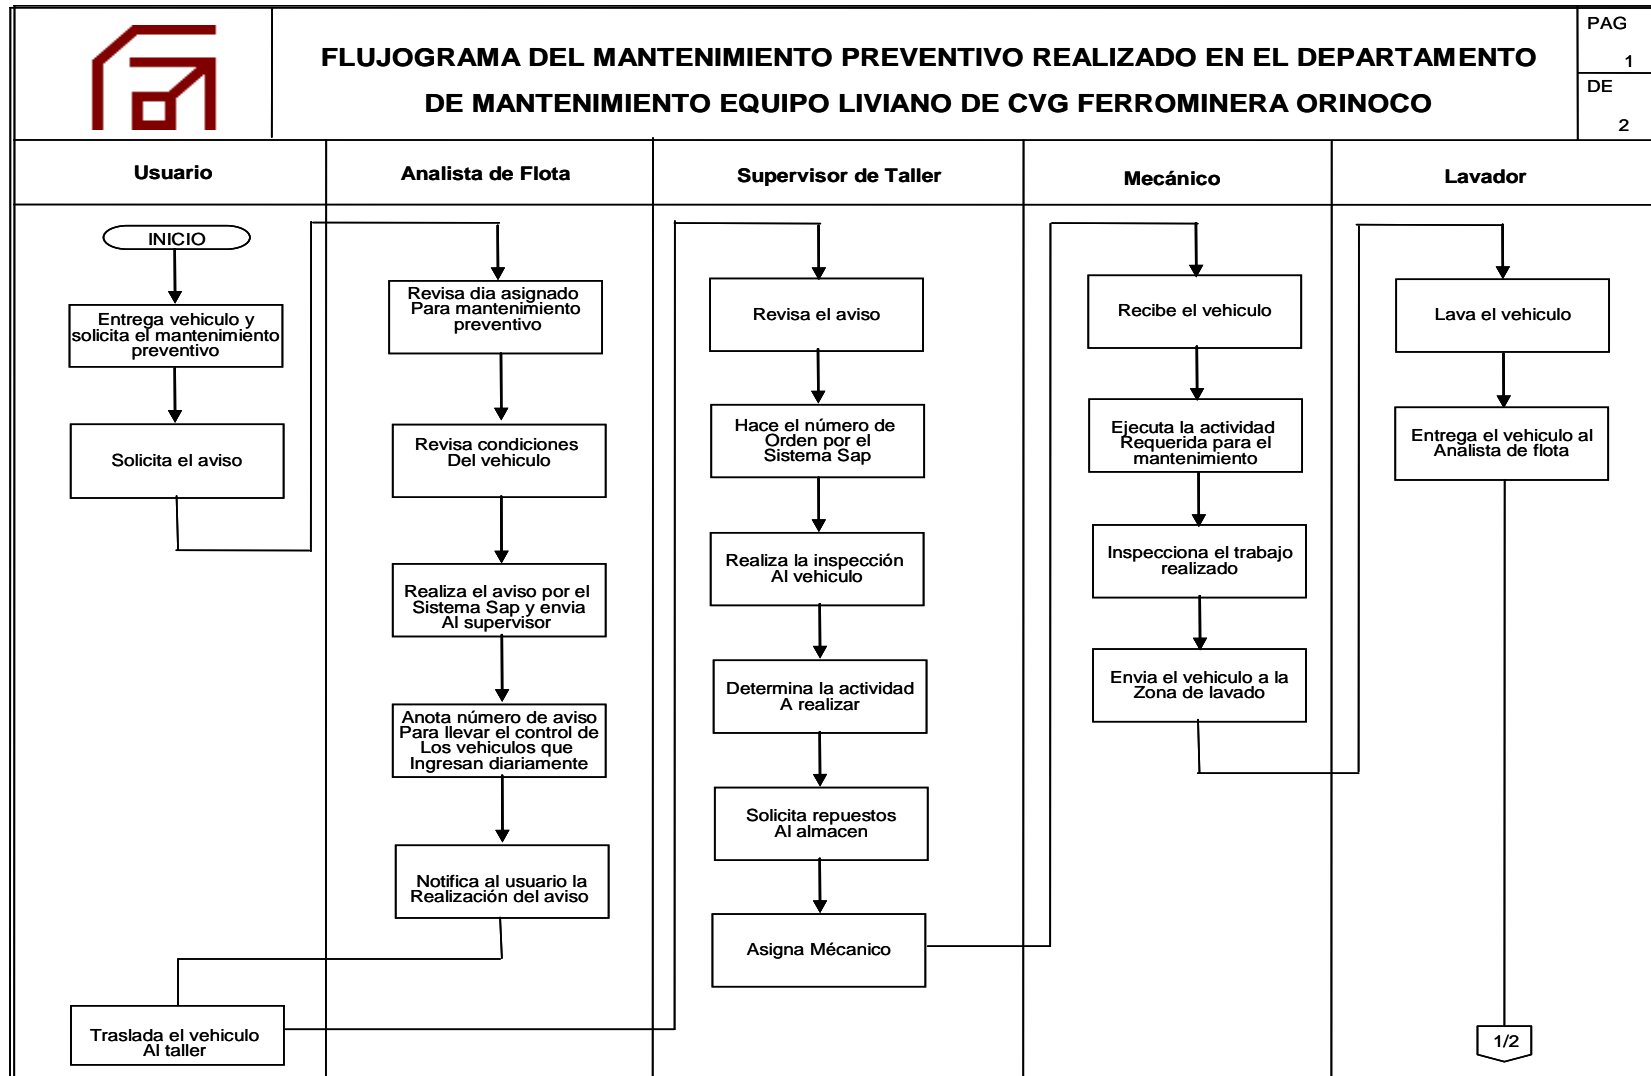 FLUJOGRAMA DEL MANTENIMIENTO PREVENTIVO REALIZADO EN EL DEPARTAMENTO
DE MANTENIMIENTO EQUIPO LIVIANO DE CVG FERROMINERA ORINOCO
PAG
1
DE
2
Usuario
Analista de Flota
Supervisor de Taller
Mecánico
Lavador
INICIO
Entrega vehiculo y
solicita el mantenimiento
preventivo
Solicita el aviso
Traslada el vehiculo
Al taller
Revisa dia asignado
Para mantenimiento
preventivo
Revisa condiciones
Del vehiculo
Realiza el aviso por el
Sistema Sap y envia
Al supervisor
Anota número de aviso
Para llevar el control de
Los vehiculos que
Ingresan diariamente
Notifica al usuario la
Realización del aviso
Revisa el aviso
Hace el número de
Orden por el
Sistema Sap
Realiza la inspección
Al vehiculo
Determina la actividad
A realizar
Solicita repuestos
Al almacen
Asigna Mécanico
Recibe el vehiculo
Ejecuta la actividad
Requerida para el
mantenimiento
Inspecciona el trabajo
realizado
Envia el vehiculo a la
Zona de lavado
Lava el vehiculo
Entrega el vehiculo al
Analista de flota
1/2